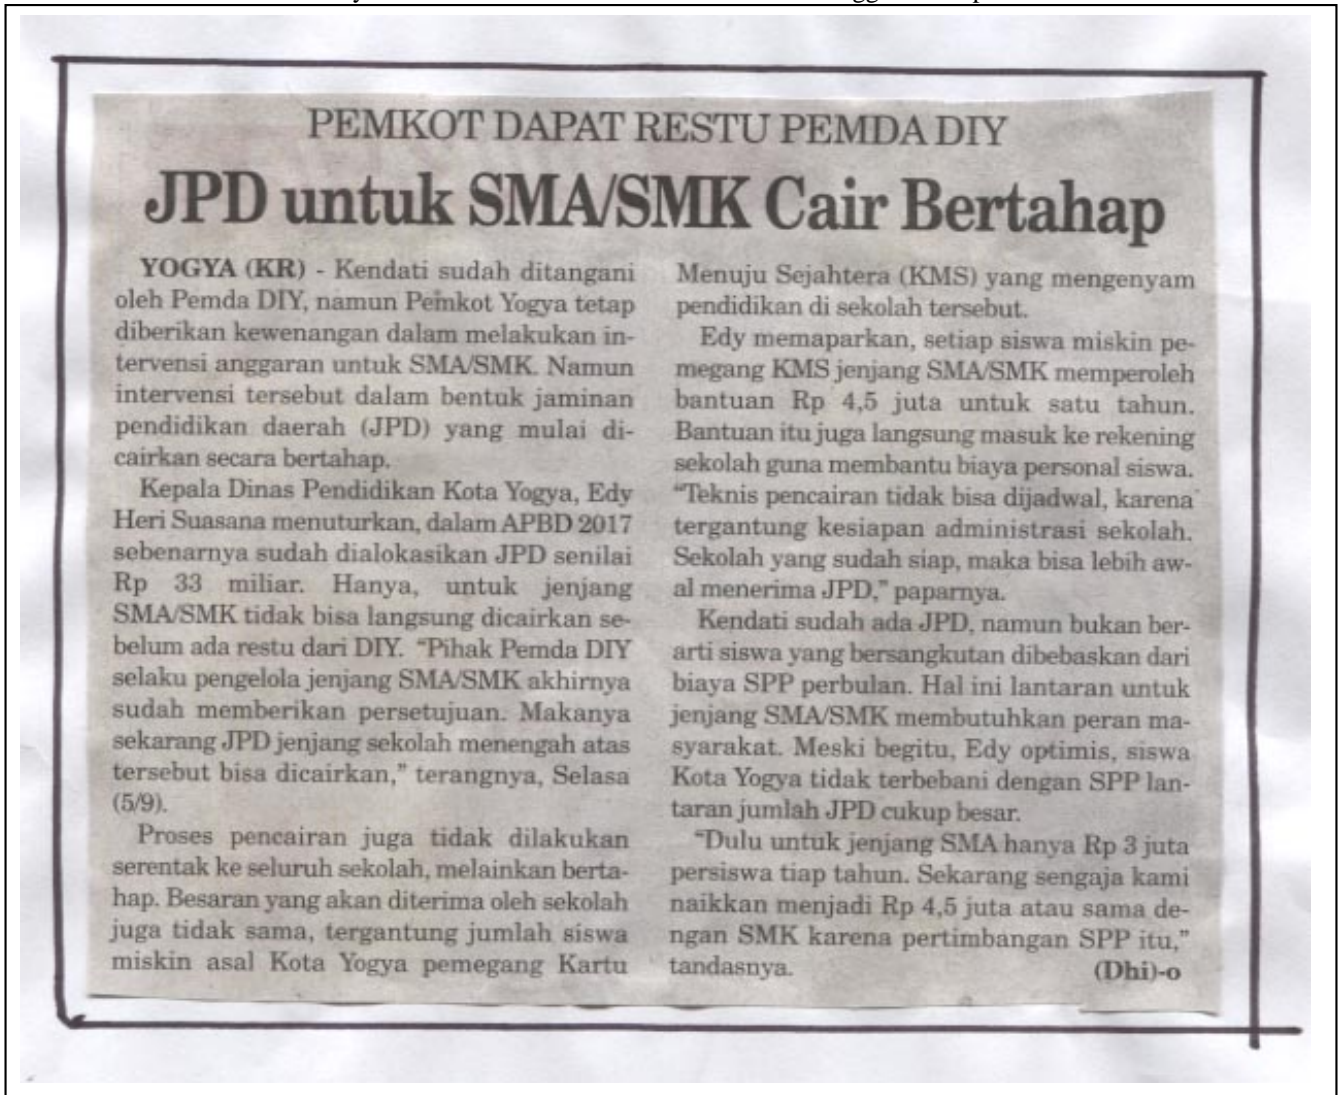 PEMKOT DAPAT RESTU PEMDA DIY
JPD untuk SMA/SMK Cair Bertahap
YOGYA (KR) - Kendati sudah ditangani
oleh Pemda DIY, namun Pemkot Yogya tetap
diberikan kewenangan dalam melakukan in-
tervensi anggaran untuk SMA/SMK. Namun
intervensi tersebut dalam bentuk jaminan
pendidikan daerah (JPD) yang mulai di-
cairkan secara bertahap.
Kepala Dinas Pendidikan Kota Yogya, Edy
Heri Suasana menuturkan, dalam APBD 2017
sebenarnya sudah dialokasikan JPD senilai
Rp 33 miliar. Hanya, untuk jenjang
SMA/SMK tidak bisa langsung dicairkan se-
belum ada restu dari DIY. "Pihak Pemda DIY
selaku pengelola jenjang SMA/SMK akhirnya
sudah memberikan persetujuan. Makanya
sekarang JPD jenjang sekolah menengah atas
tersebut bisa dicairkan," terangnya, Selasa
(5/9).
Proses pencairan juga tidak dilakukan
serentak ke seluruh sekolah, melainkan berta-
hap. Besaran yang akan diterima oleh sekolah
juga tidak sama, tergantung jumlah siswa
miskin asal Kota Yogya pemegang Kartu
Menuju Sejahtera (KMS) yang mengenyam
pendidikan di sekolah tersebut.
Edy memaparkan, setiap siswa miskin pe-
megang KMS jenjang SMA/SMK memperoleh
bantuan Rp 4,5 juta untuk satu tahun.
Bantuan itu juga langsung masuk ke rekening
sekolah guna membantu biaya personal siswa.
"Teknis pencairan tidak bisa dijadwal, karena
tergantung kesiapan administrasi sekolah.
Sekolah yang sudah siap, maka bisa lebih aw-
al menerima JPD," paparnya.
Kendati sudah ada JPD, namun bukan ber-
arti siswa yang bersangkutan dibebaskan dari
biaya SPP perbulan. Hal ini lantaran untuk
jenjang SMA/SMK membutuhkan peran ma-
syarakat. Meski begitu, Edy optimis, siswa
Kota Yogya tidak terbebani dengan SPP lan-
taran jumlah JPD cukup besar.
"Dulu untuk jenjang SMA hanya Rp 3 juta
persiswa tiap tahun. Sekarang sengaja kami
naikkan menjadi Rp 4,5 juta atau sama de-
ngan SMK karena pertimbangan SPP itu,"
tandasnya. (Dhi)-o